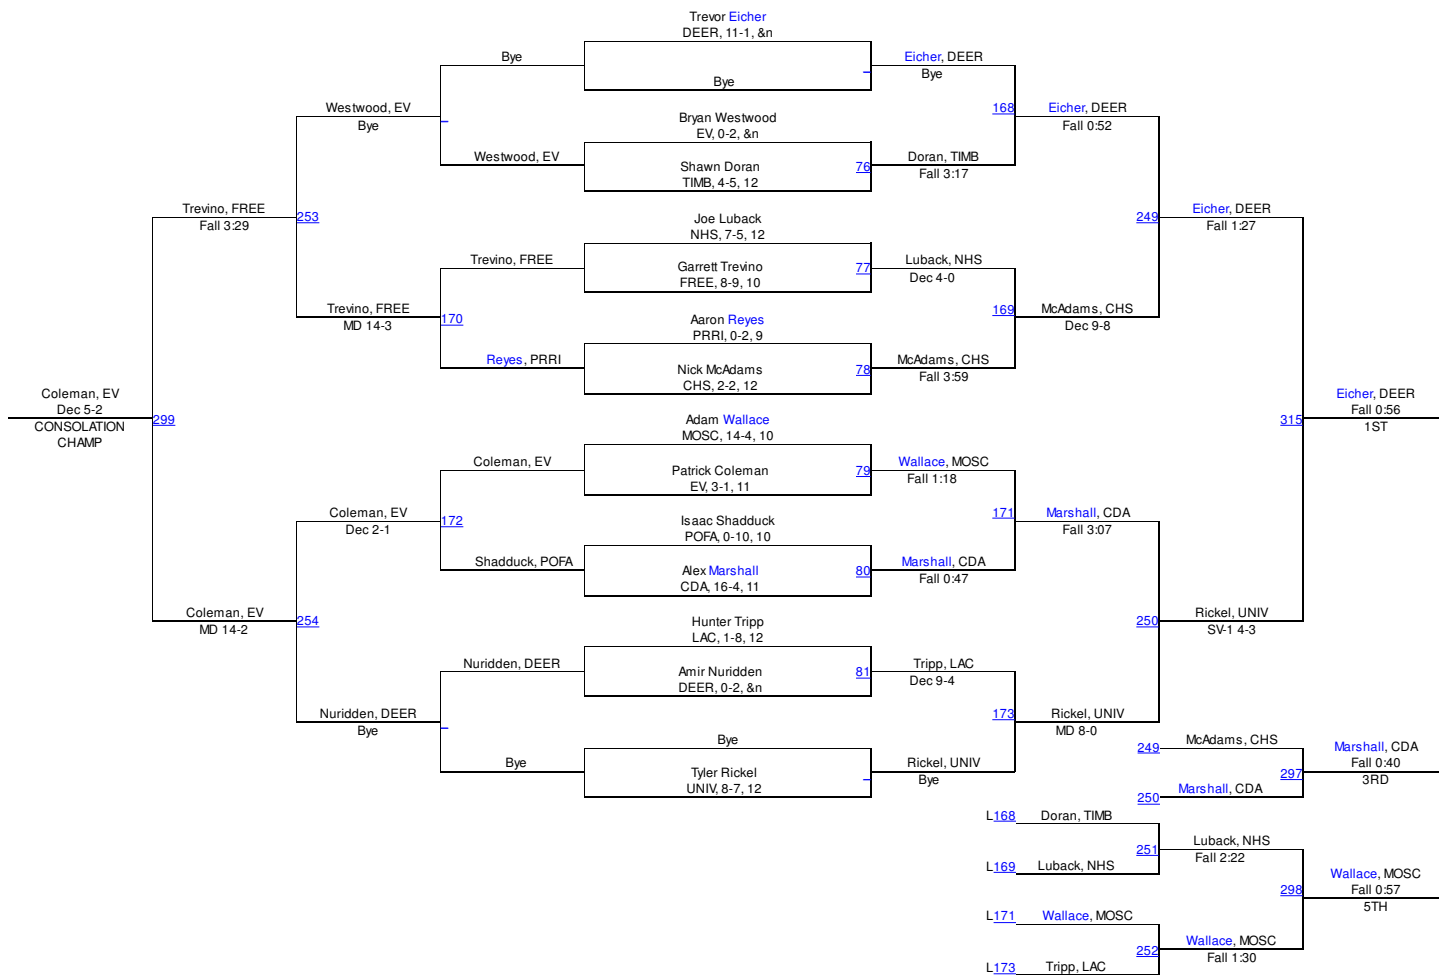 Trevor Eicher
DEER, 11-1, &n
Bye
Bye
Eicher, DEER
Bye
Westwood, EV
Bye
Bryan Westwood
EV, 0-2, &n
168
Eicher, DEER
Fall 0:52
Westwood, EV
Shawn Doran
TIMB, 4-5, 12
76
Doran, TIMB
Fall 3:17
Trevino, FREE
Fall 3:29
253
Joe Luback
NHS, 7-5, 12
249
Eicher, DEER
Fall 1:27
Trevino, FREE
Garrett Trevino
FREE, 8-9, 10
77
Luback, NHS
Dec 4-0
Trevino, FREE
MD 14-3
170
Aaron Reyes
PRRI, 0-2, 9
169
McAdams, CHS
Dec 9-8
Reyes, PRRI
Nick McAdams
CHS, 2-2, 12
78
McAdams, CHS
Fall 3:59
Coleman, EV
Dec 5-2
CONSOLATION
CHAMP
299
Adam Wallace
MOSC, 14-4, 10
315
Eicher, DEER
Fall 0:56
1ST
Coleman, EV
Patrick Coleman
EV, 3-1, 11
79
Wallace, MOSC
Fall 1:18
Coleman, EV
Dec 2-1
172
Isaac Shadduck
POFA, 0-10, 10
171
Marshall, CDA
Fall 3:07
Shadduck, POFA
Alex Marshall
CDA, 16-4, 11
80
Marshall, CDA
Fall 0:47
Coleman, EV
MD 14-2
254
Hunter Tripp
LAC, 1-8, 12
250
Rickel, UNIV
SV-1 4-3
Nuridden, DEER
Amir Nuridden
DEER, 0-2, &n
81
Tripp, LAC
Dec 9-4
Nuridden, DEER
Bye
173
Rickel, UNIV
MD 8-0
Bye
Bye
Tyler Rickel
UNIV, 8-7, 12
Rickel, UNIV
Bye
249
McAdams, CHS
297
Marshall, CDA
Fall 0:40
3RD
250
Marshall, CDA
L168
Doran, TIMB
251
Luback, NHS
Fall 2:22
L169
Luback, NHS
298
Wallace, MOSC
Fall 0:57
5TH
L171
Wallace, MOSC
252
Wallace, MOSC
Fall 1:30
L173
Tripp, LAC